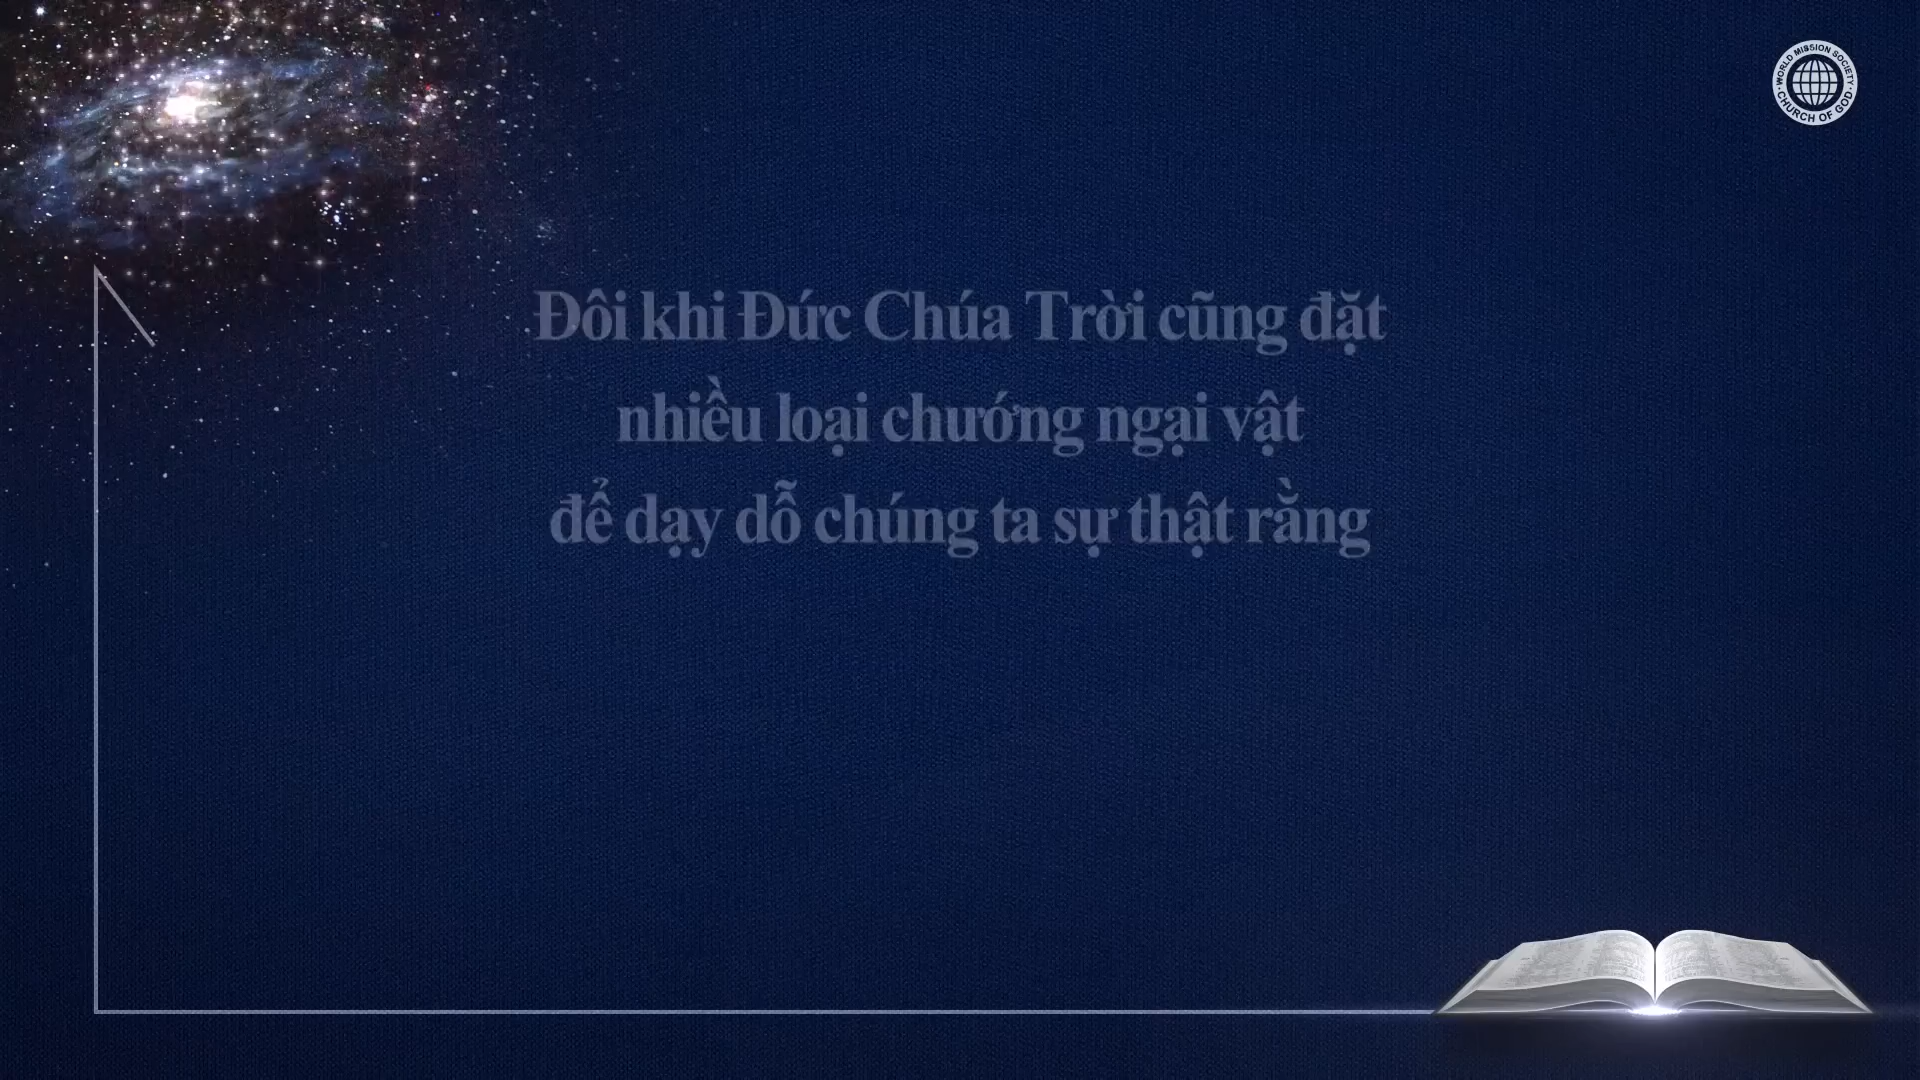 WORLD MISSION SOCIETY
CHURCH OF GOD
Đôi khi Đức Chúa Trời cũng đặt
nhiều loại chướng ngại vật
để dạy dỗ chúng ta sự thật rằng